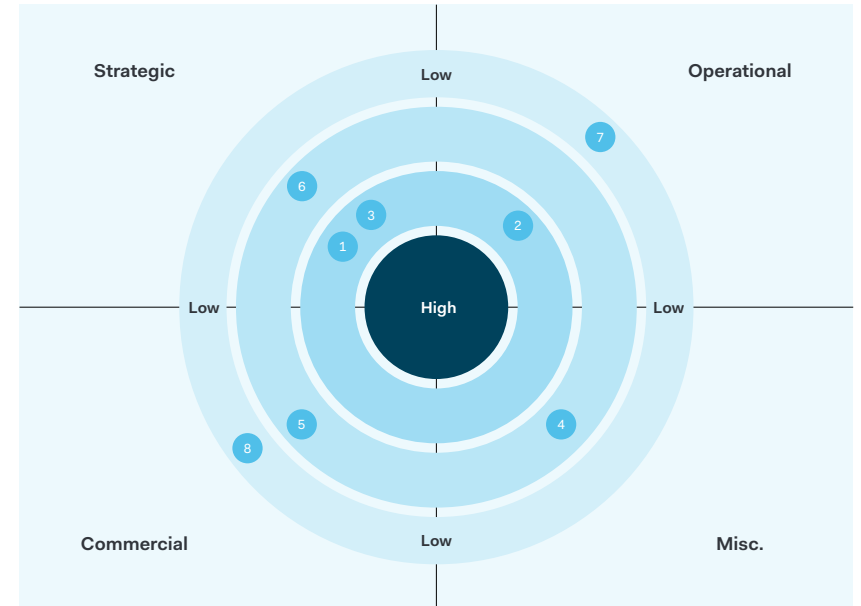 Strategic
Operational
Low
7
6
3
2
1
Low
High
Low
5
4
8
Low
Commercial
Misc.